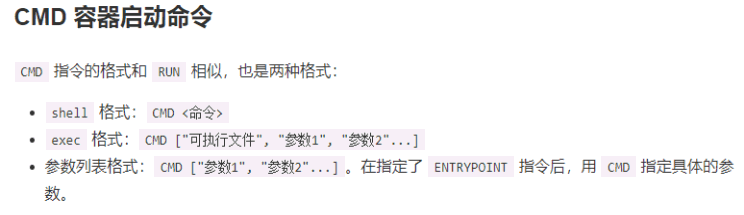 CMD 容器启动命令
CMD 指令的格式和 RUN 相似，也是两种格式：
shell 格式：CMD <命令>
exec 格式：CMD ["可执行文件", "参数1", "参数2"...]
参数列表格式：CMD ["参数1", "参数2"...]。在指定了 ENTRYPOINT 指令后，用 CMD 指定具体的参
数。